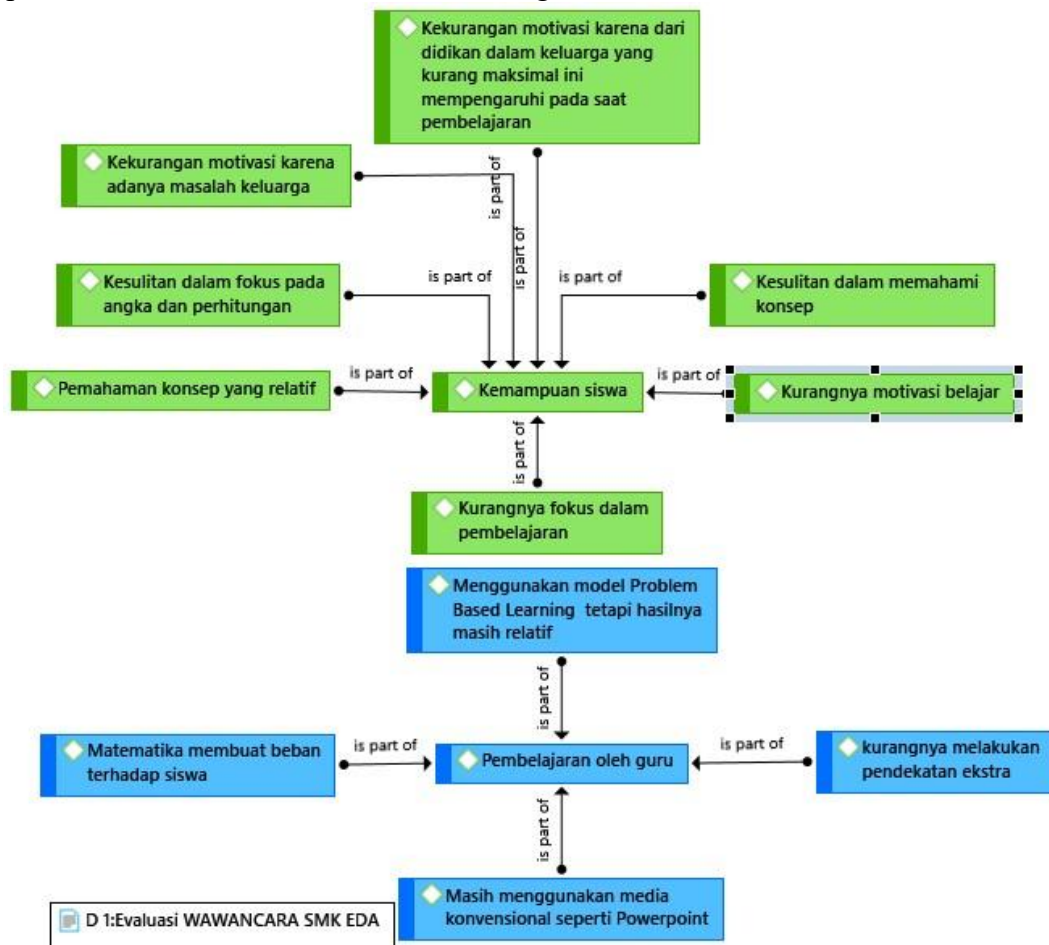 Kekurangan motivasi karena dari
didikan dalam keluarga yang
kurang maksimal ini
mempengaruhi pada saat
pembelajaran
Kekurangan motivasi karena
adanya masalah keluarga
is part of
is part of
Kesulitan dalam fokus pada
angka dan perhitungan
is part of
is part of
Kesulitan dalam memahami
konsep
Pemahaman konsep yang relatif
is part of
Kemampuan siswa
is part of
Kurangnya motivasi belajar
is part of
Kurangnya fokus dalam
pembelajaran
Menggunakan model Problem
Based Learning tetapi hasilnya
masih relatif
is part of
Matematika membuat beban
terhadap siswa
is part of
Pembelajaran oleh guru
is part of
kurangnya melakukan
pendekatan ekstra
is part of
Masih menggunakan media
konvensional seperti Powerpoint
D 1:Evaluasi WAWANCARA SMK EDA